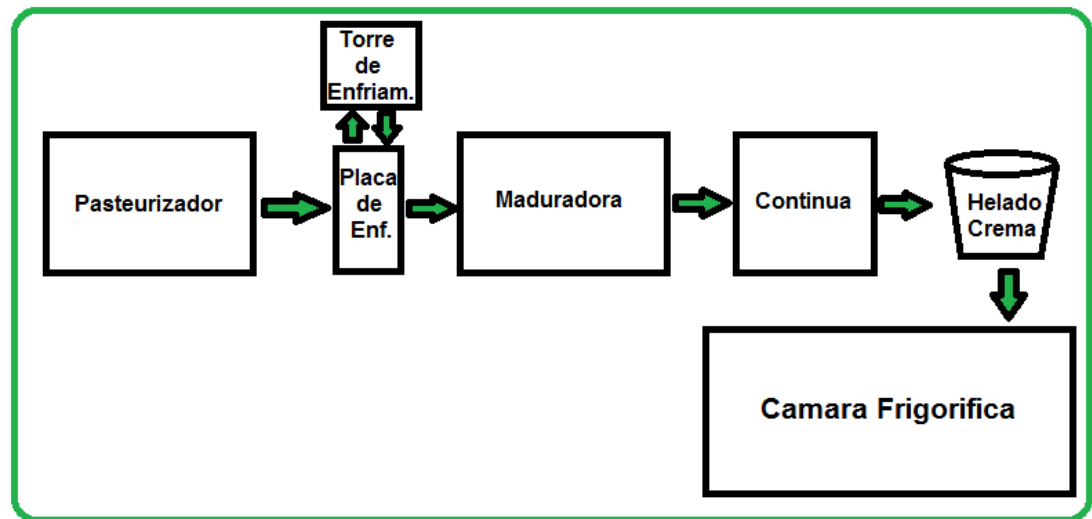 Torre
de
Enfriam.
Pasteurizador
Placa
de
Enf.
Maduradora
Continua
Helado
Crema
Camara Frigorifica